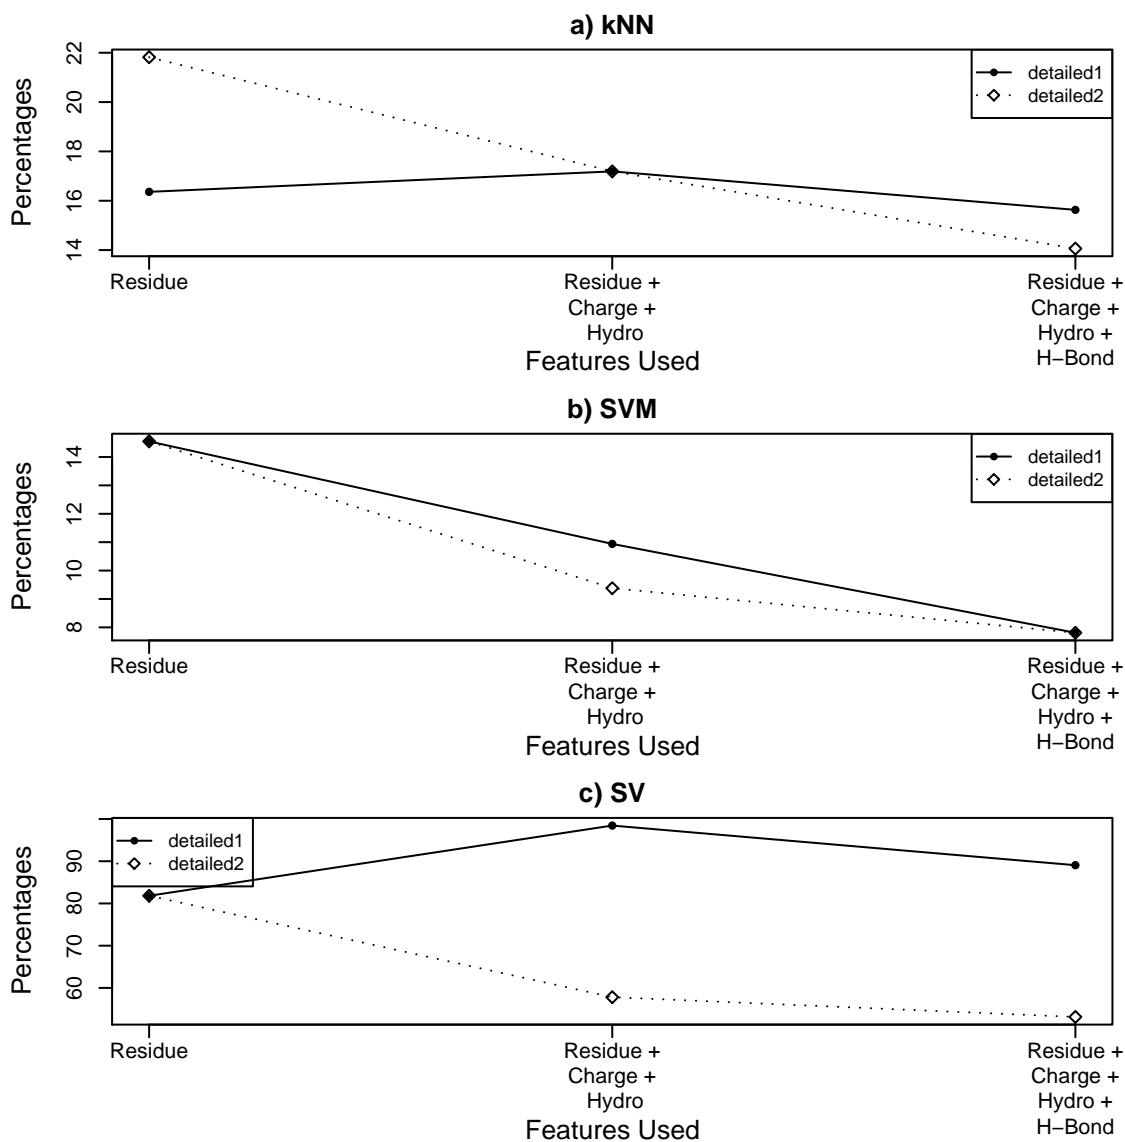 a) kNN
Percentages
22
20
18
16
14
detailed1
detailed2
Residue
Residue +
Charge +
Hydro
Residue +
Charge +
Hydro +
H−Bond
Features Used
b) SVM
Percentages
14
12
10
8
detailed1
detailed2
Residue
Residue +
Charge +
Hydro
Residue +
Charge +
Hydro +
H−Bond
Features Used
c) SV
Percentages
90
80
70
60
detailed1
detailed2
Residue
Residue +
Charge +
Hydro
Residue +
Charge +
Hydro +
H−Bond
Features Used